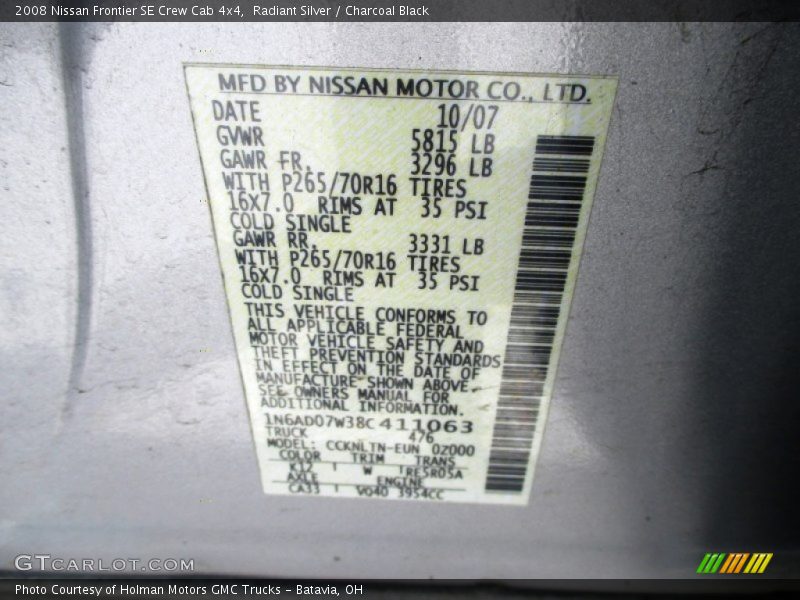 2008 Nissan Frontier SE Crew Cab 4x4, Radiant Silver / Charcoal Black
MFD BY NISSAN MOTOR CO., LTD.
DATE 10/07
GVWR 5815 LB
GAWR FR. 3296 LB
WITH P265/70R16 TIRES
16X7.0 RIMS AT 35 PSI
COLD SINGLE
GAWR RR. 3331 LB
WITH P265/70R16 TIRES
16X7.0 RIMS AT 35 PSI
COLD SINGLE
THIS VEHICLE CONFORMS TO
ALL APPLICABLE FEDERAL
MOTOR VEHICLE SAFETY AND
THEFT PREVENTION STANDARDS
IN EFFECT ON THE DATE OF
MANUFACTURE SHOWN ABOVE.
SEE OWNERS MANUAL FOR
ADDITIONAL INFORMATION.
1N6AD07W38C411063
TRUCK 476
MODEL: CCKNLTN-EUN 0Z000
COLOR TRIM TRANS
K12 W TRE5R05A
AXLE ENGINE
CA33 VQ40 3954CC
GTCARLOT.COM
Photo Courtesy of Holman Motors GMC Trucks – Batavia, OH